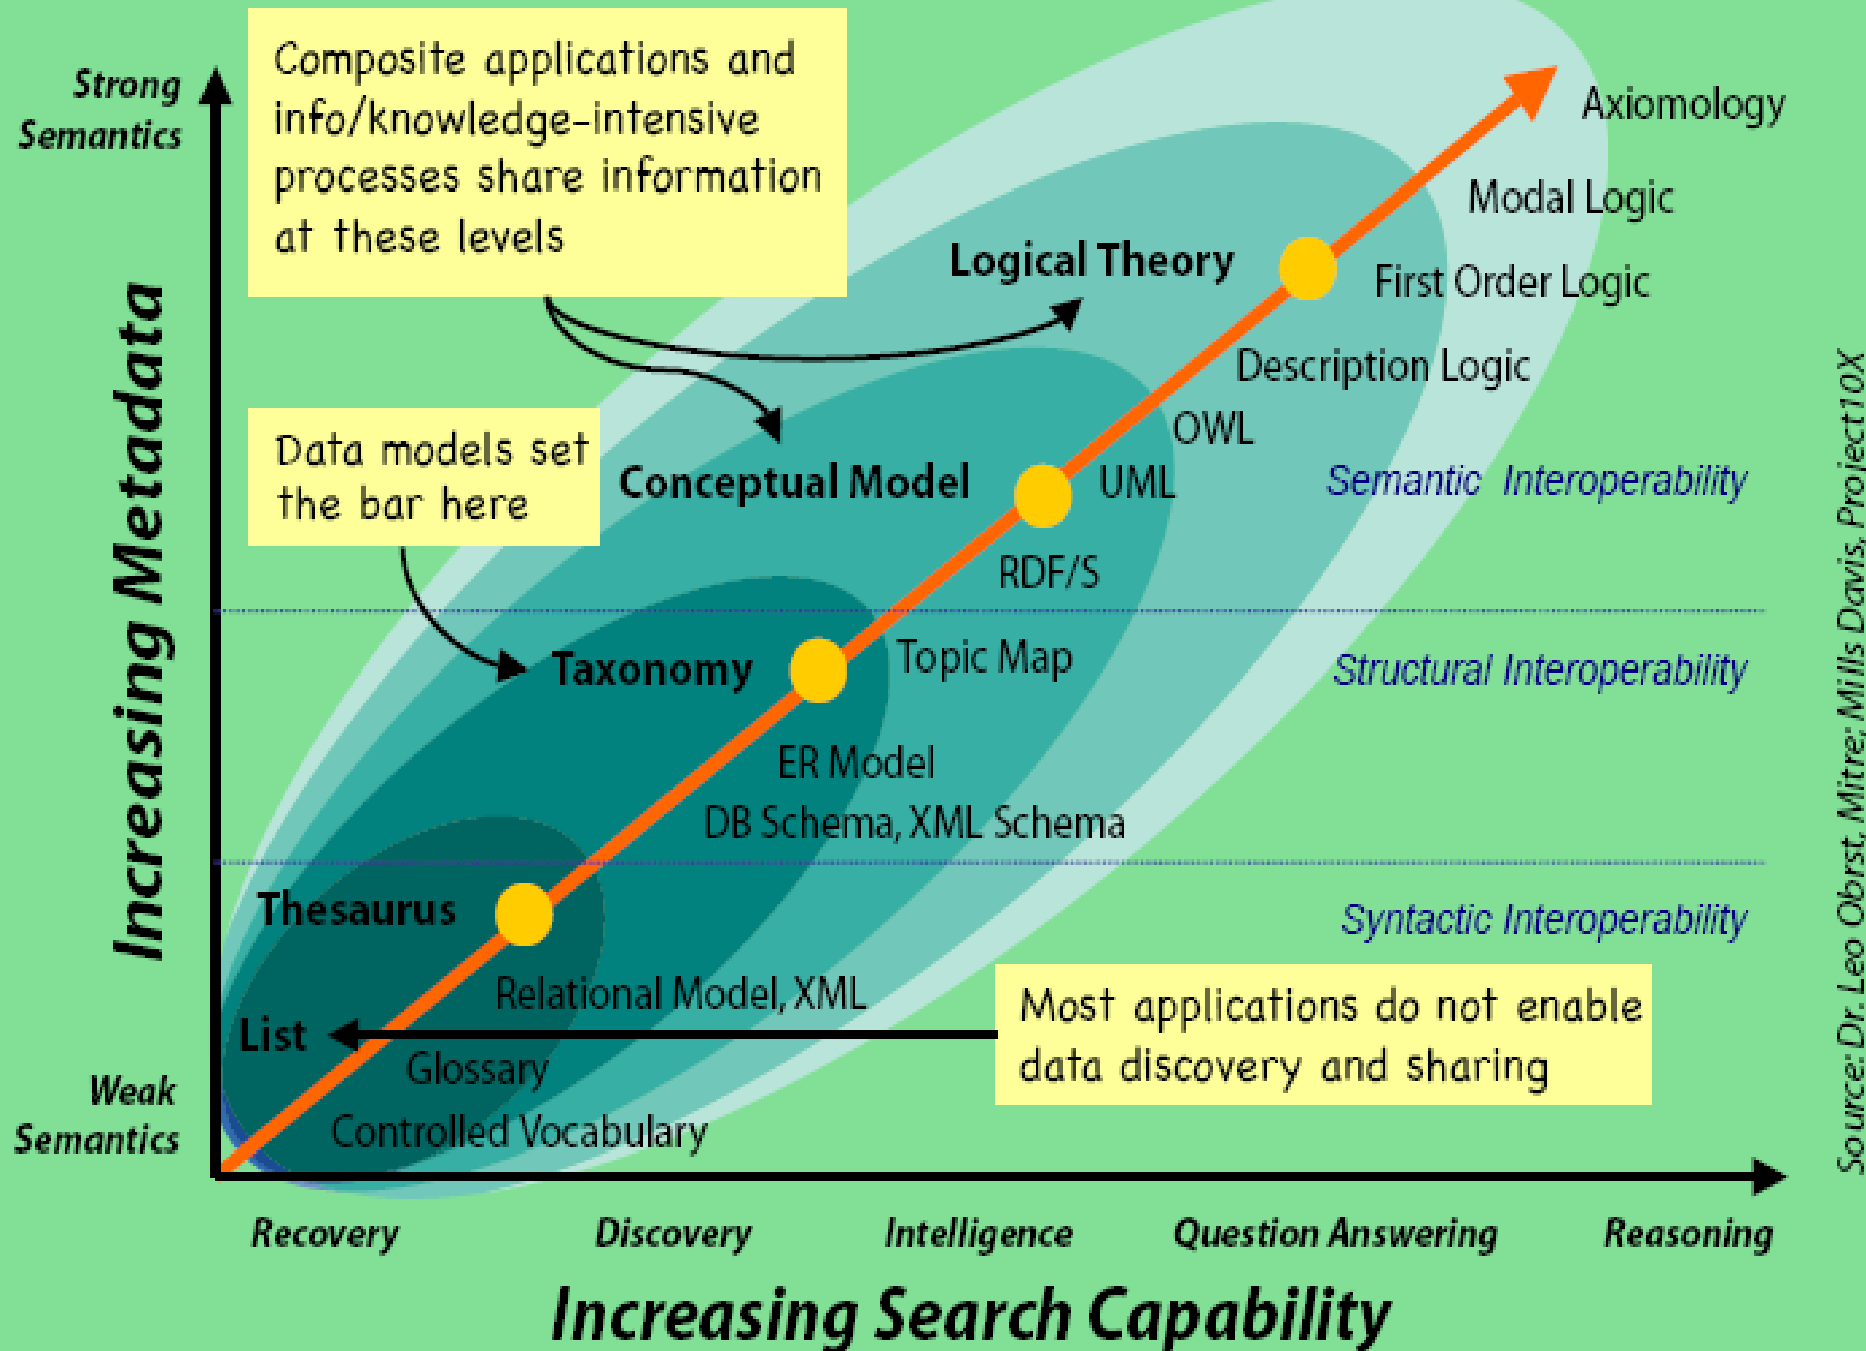 Strong
Semantics
Composite applications and
info/knowledge-intensive
processes share information
at these levels
Axiomology
Modal Logic
Logical Theory
First Order Logic
Description Logic
OWL
Data models set
the bar here
Conceptual Model
UML
Semantic Interoperability
RDF/S
Taxonomy
Topic Map
Structural Interoperability
ER Model
DB Schema, XML Schema
Thesaurus
Syntactic Interoperability
Relational Model, XML
List
Most applications do not enable
data discovery and sharing
Glossary
Weak
Semantics
Controlled Vocabulary
Increasing Metadata
Recovery
Discovery
Intelligence
Question Answering
Reasoning
Increasing Search Capability
Source: Dr. Leo Obrst, Mitre; Mills Davis, Project10X